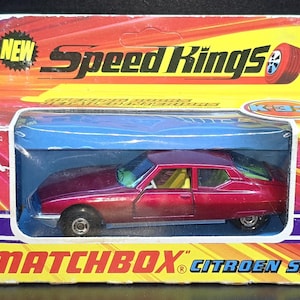 NEW
Speed Kings
MATCHBOX® CITROEN S